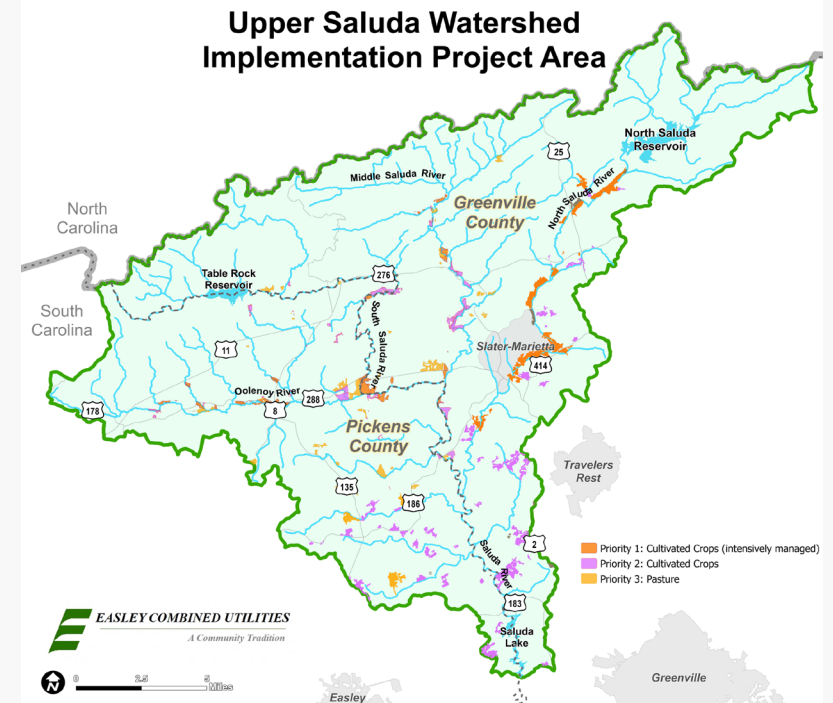 Upper Saluda Watershed
Implementation Project Area
North Saluda
Reservoir
25
Middle Saluda River
North Saluda River
Greenville
County
North
Carolina
276
Table Rock
Reservoir
South
Carolina
South Saluda River
11
Slater-Marietta
414
Oolenoy River
288
178
8
Pickens
County
Travelers
Rest
135
186
2
Saluda River
Priority 1: Cultivated Crops (intensively managed)
Priority 2: Cultivated Crops
Priority 3: Pasture
183
EASLEY COMBINED UTILITIES
A Community Tradition
Saluda
Lake
N
0 2.5 5
Miles
Greenville
Easley